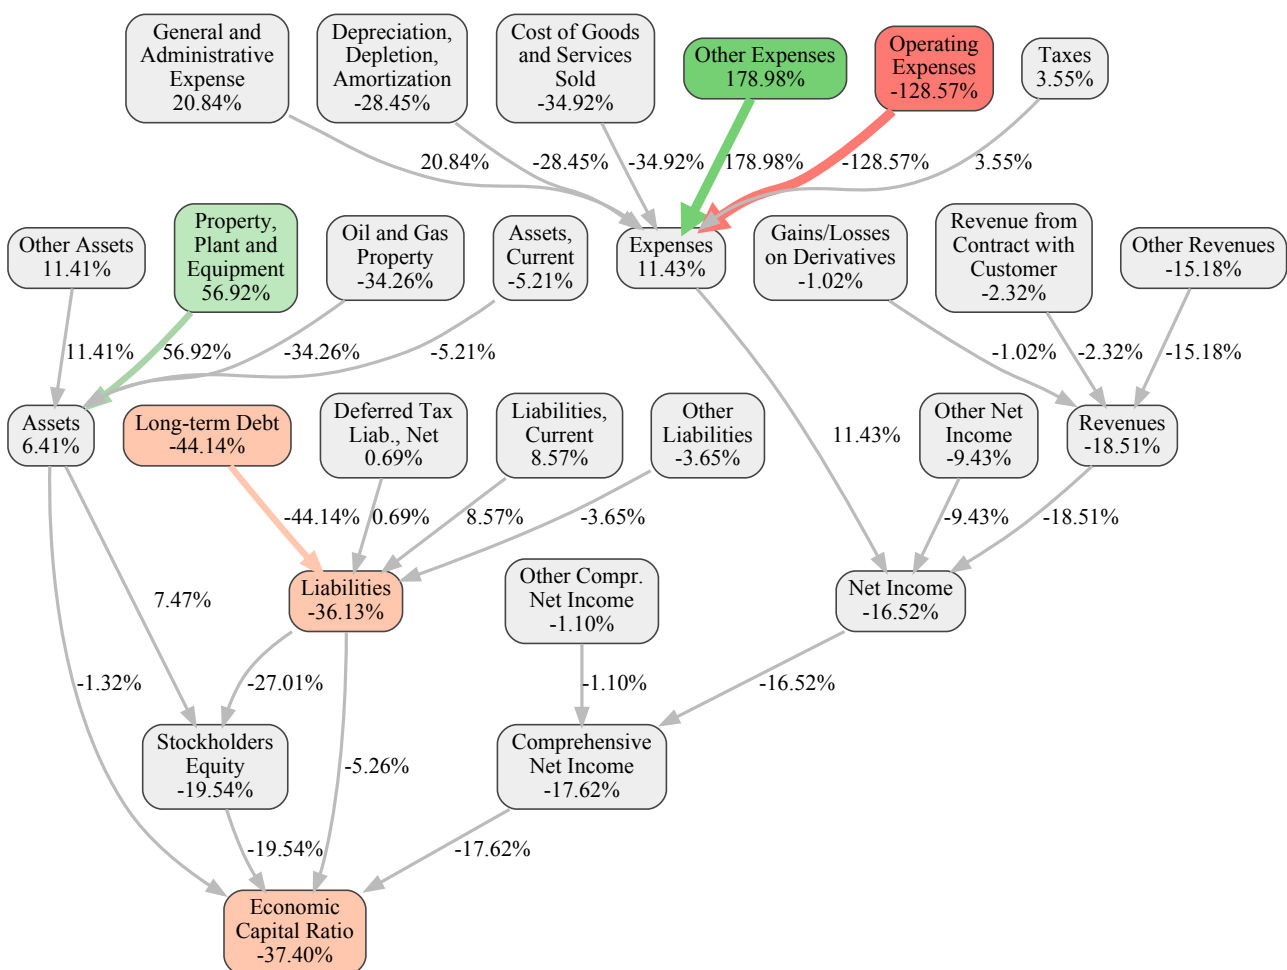 General and
Administrative
Expense
20.84%
Depreciation,
Depletion,
Amortization
-28.45%
Cost of Goods
and Services
Sold
-34.92%
Other Expenses
178.98%
Operating
Expenses
-128.57%
Taxes
3.55%
20.84%
-28.45%
-34.92%
178.98%
-128.57%
3.55%
Other Assets
11.41%
Property,
Plant and
Equipment
56.92%
Oil and Gas
Property
-34.26%
Assets,
Current
-5.21%
Expenses
11.43%
Gains/Losses
on Derivatives
-1.02%
Revenue from
Contract with
Customer
-2.32%
Other Revenues
-15.18%
11.41%
56.92%
-34.26%
-5.21%
-1.02%
-2.32%
-15.18%
Assets
6.41%
Long-term Debt
-44.14%
Deferred Tax
Liab., Net
0.69%
Liabilities,
Current
8.57%
Other
Liabilities
-3.65%
11.43%
Other Net
Income
-9.43%
Revenues
-18.51%
-44.14%
0.69%
8.57%
-3.65%
-9.43%
-18.51%
7.47%
Liabilities
-36.13%
Other Compr.
Net Income
-1.10%
Net Income
-16.52%
-1.32%
-27.01%
-1.10%
-16.52%
Stockholders
Equity
-19.54%
-5.26%
Comprehensive
Net Income
-17.62%
-19.54%
-17.62%
Economic
Capital Ratio
-37.40%